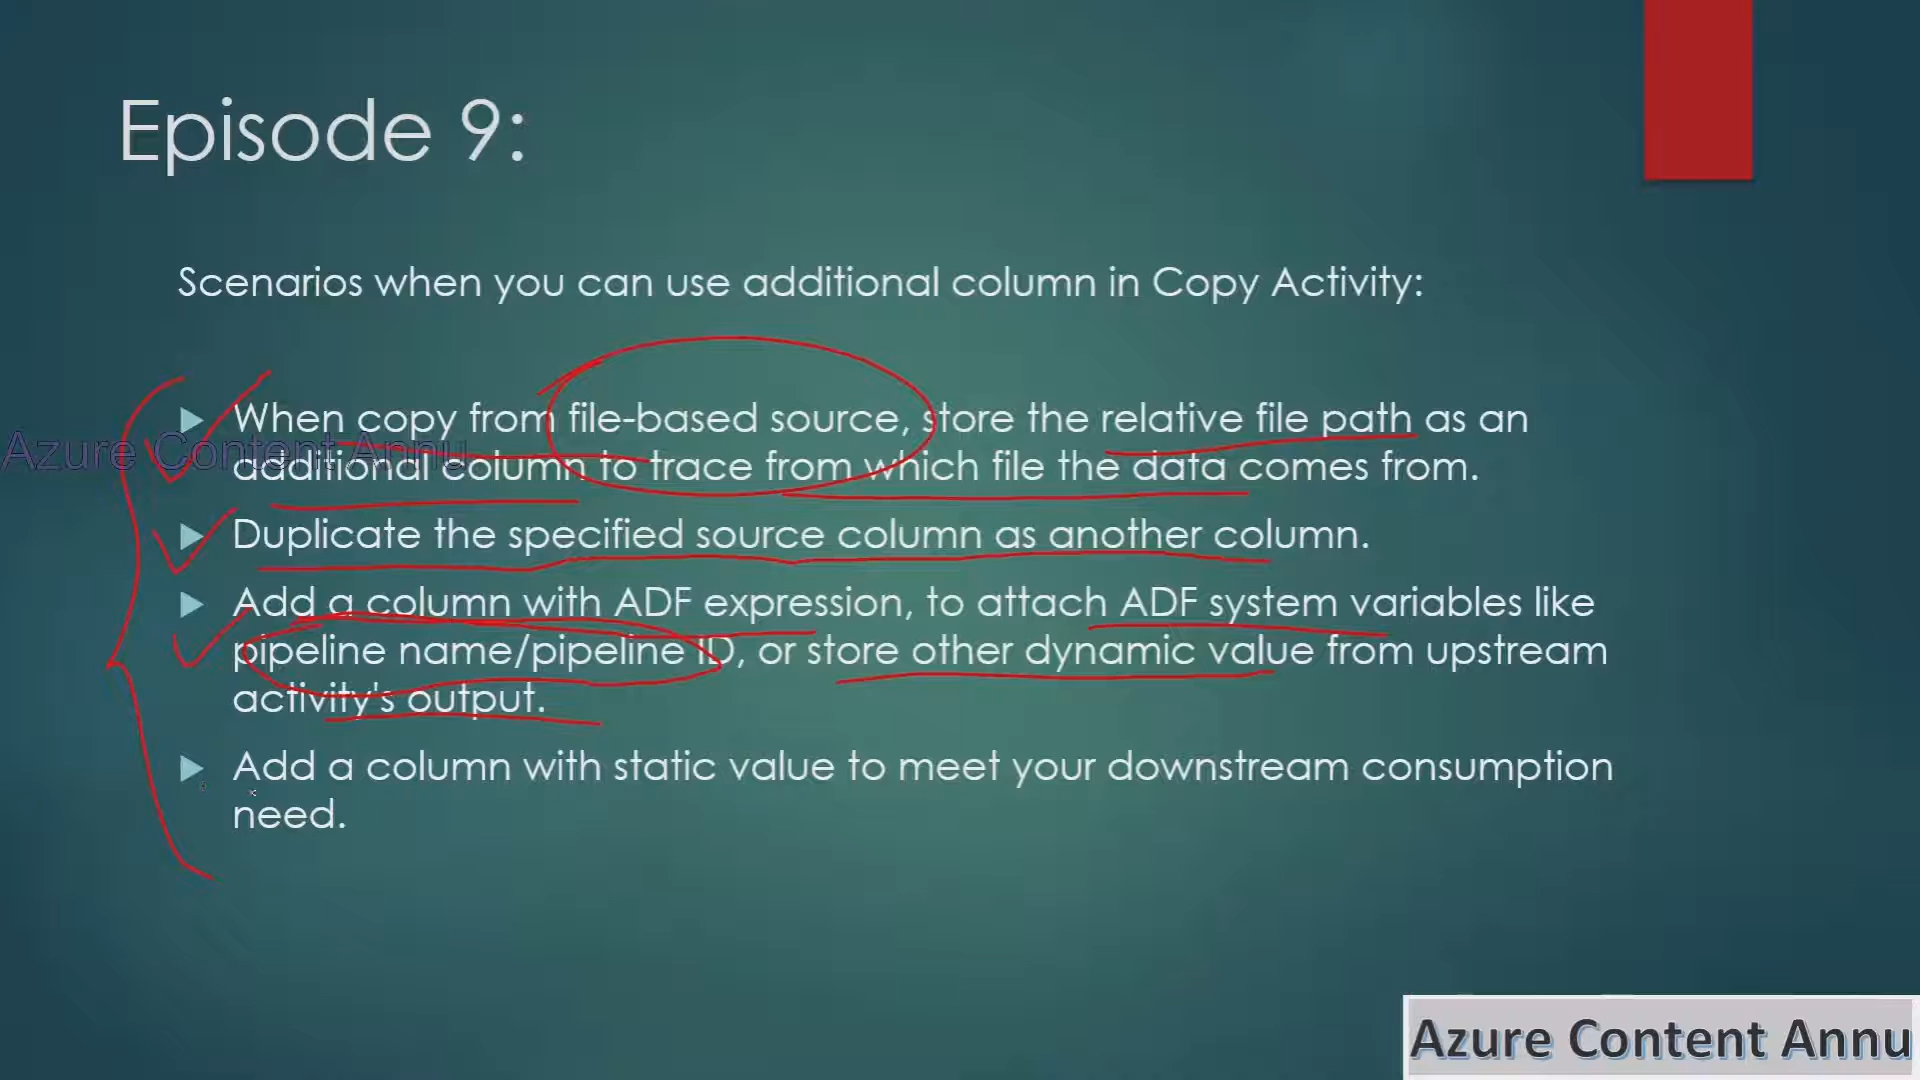 Episode 9:
Scenarios when you can use additional column in Copy Activity:
When copy from file-based source, store the relative file path as an
additional column to trace from which file the data comes from.
Azure Content Annu
Duplicate the specified source column as another column.
Add a column with ADF expression, to attach ADF system variables like
pipeline name/pipeline ID, or store other dynamic value from upstream
activity's output.
Add a column with static value to meet your downstream consumption
need.
Azure Content Annu